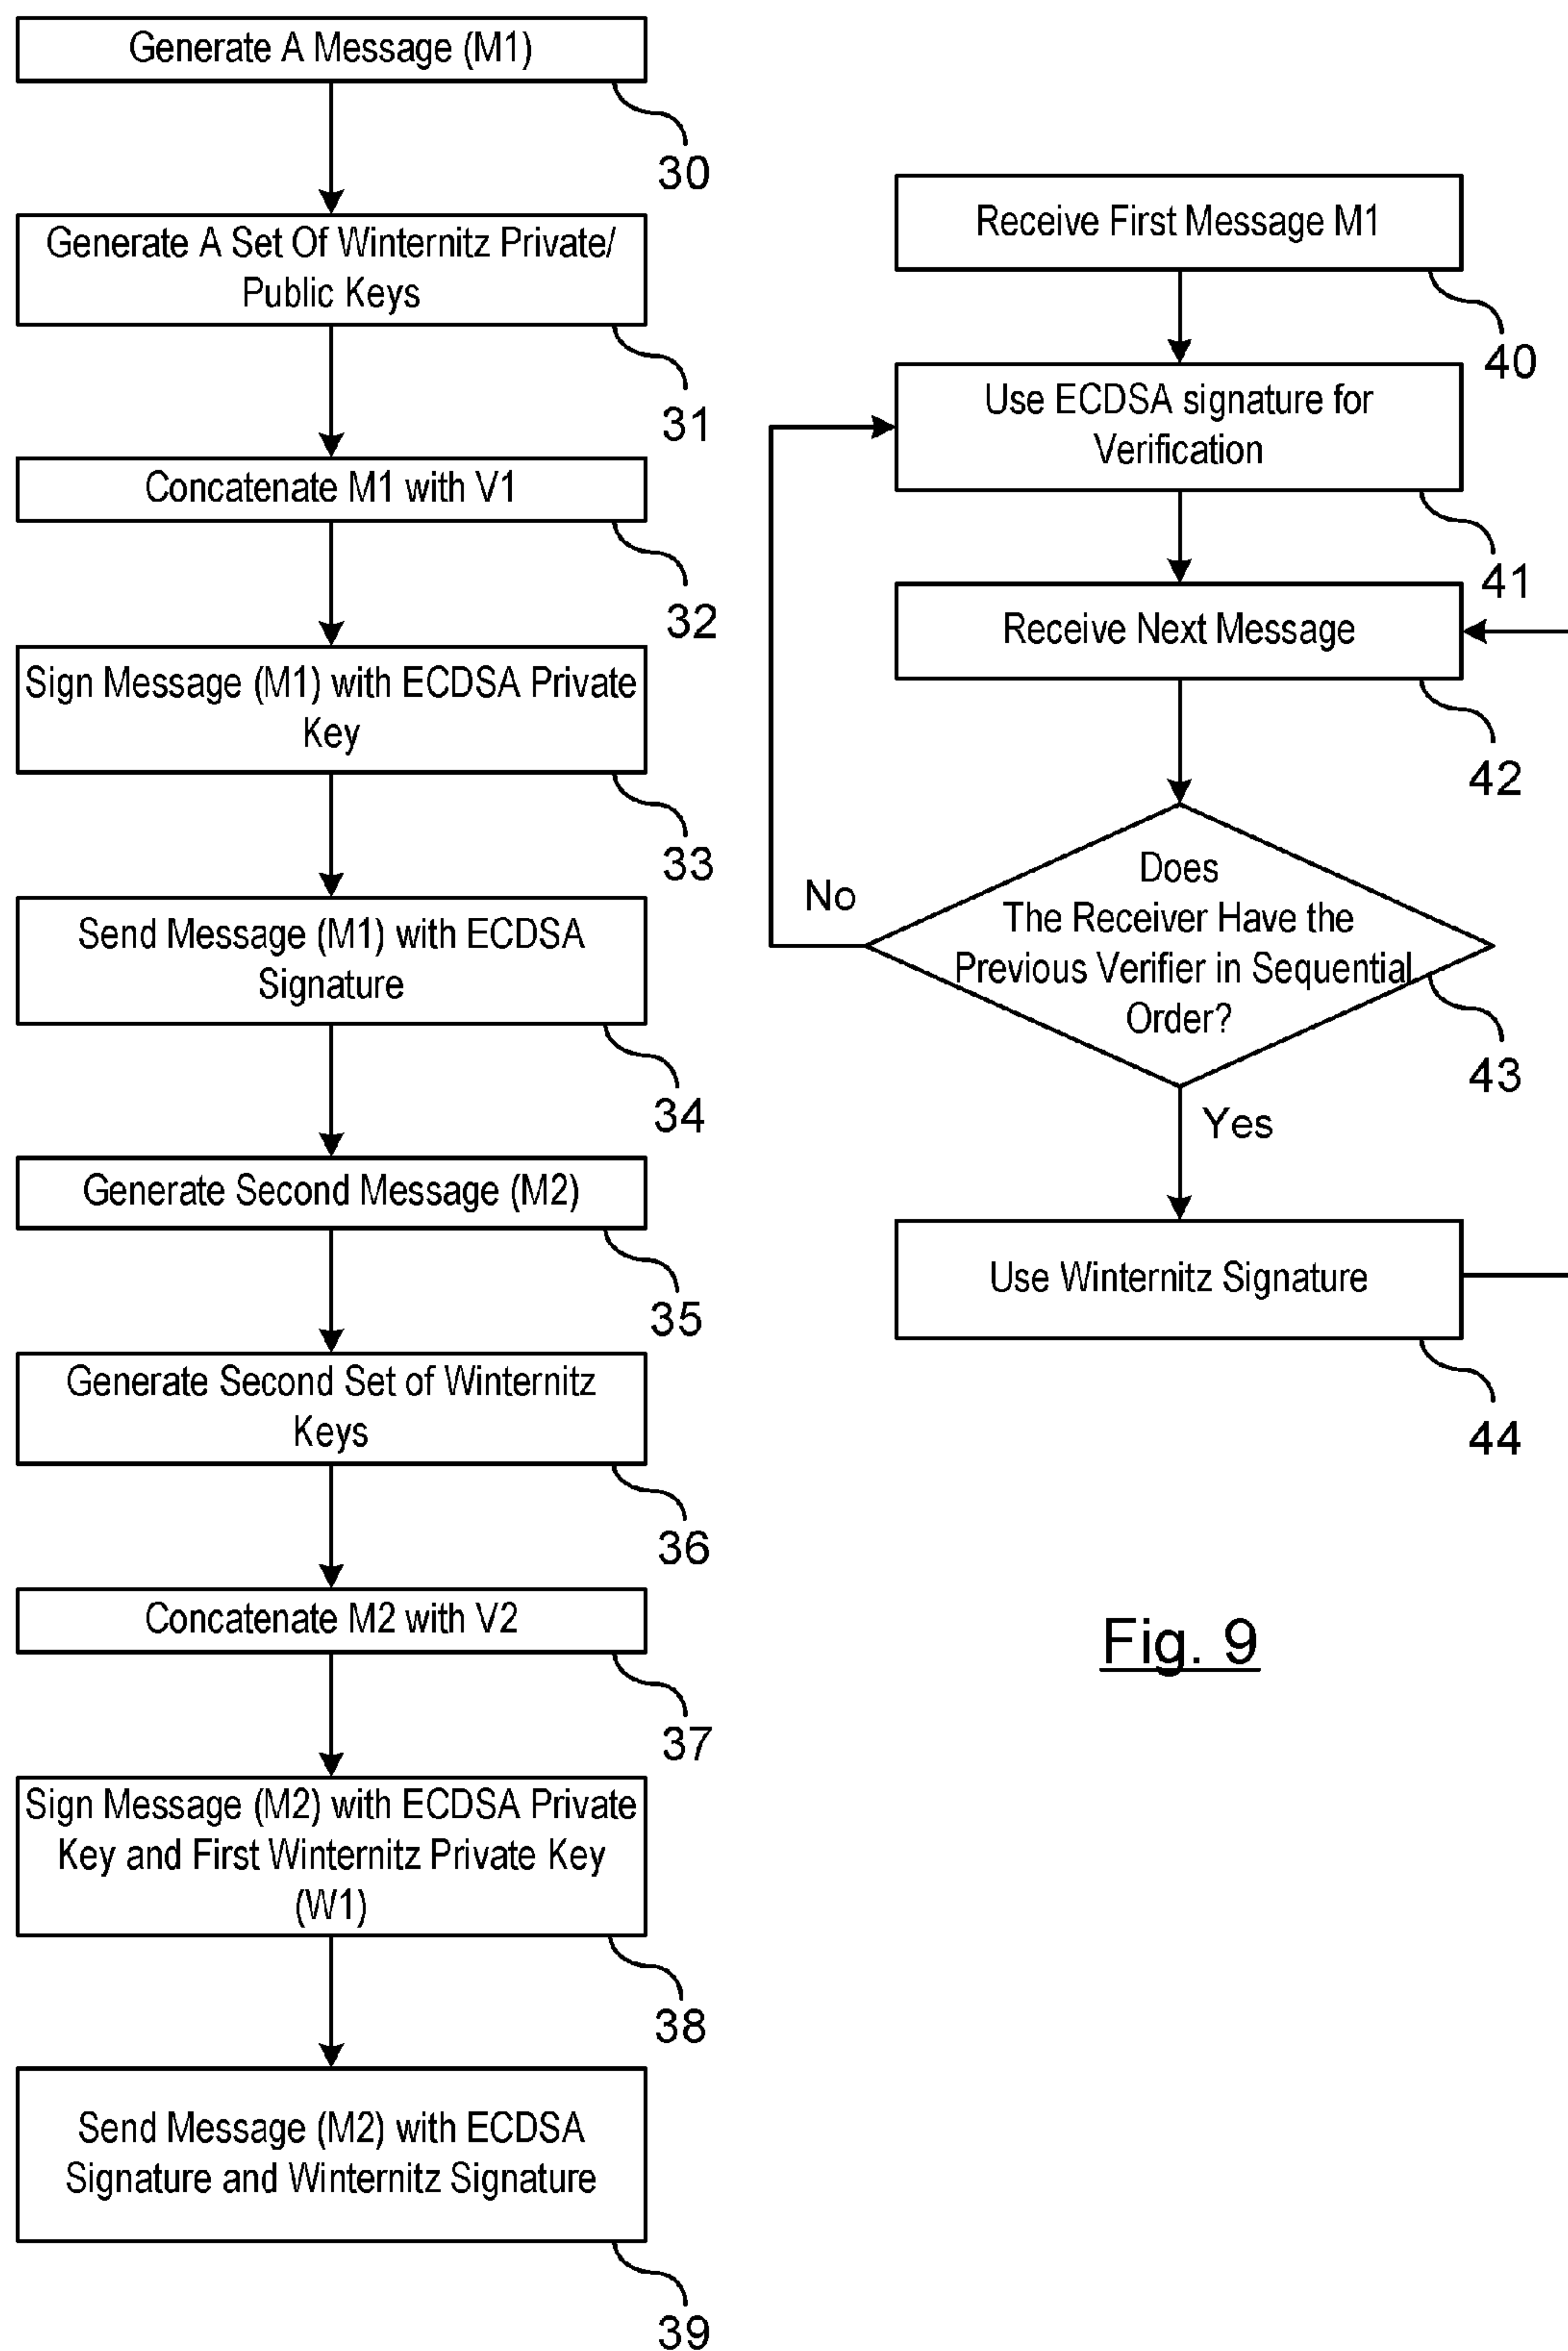 Generate A Message (M1)
30
Generate A Set Of Winternitz Private/
Public Keys
31
Concatenate M1 with V1
32
Sign Message (M1) with ECDSA Private
Key
33
Send Message (M1) with ECDSA
Signature
34
Generate Second Message (M2)
35
Generate Second Set of Winternitz
Keys
36
Concatenate M2 with V2
37
Sign Message (M2) with ECDSA Private
Key and First Winternitz Private Key
(W1)
38
Send Message (M2) with ECDSA
Signature and Winternitz Signature
39
Receive First Message M1
40
Use ECDSA signature for
Verification
41
Receive Next Message
42
Does
The Receiver Have the
Previous Verifier in Sequential
Order?
43
No
Yes
Use Winternitz Signature
44
Fig. 9